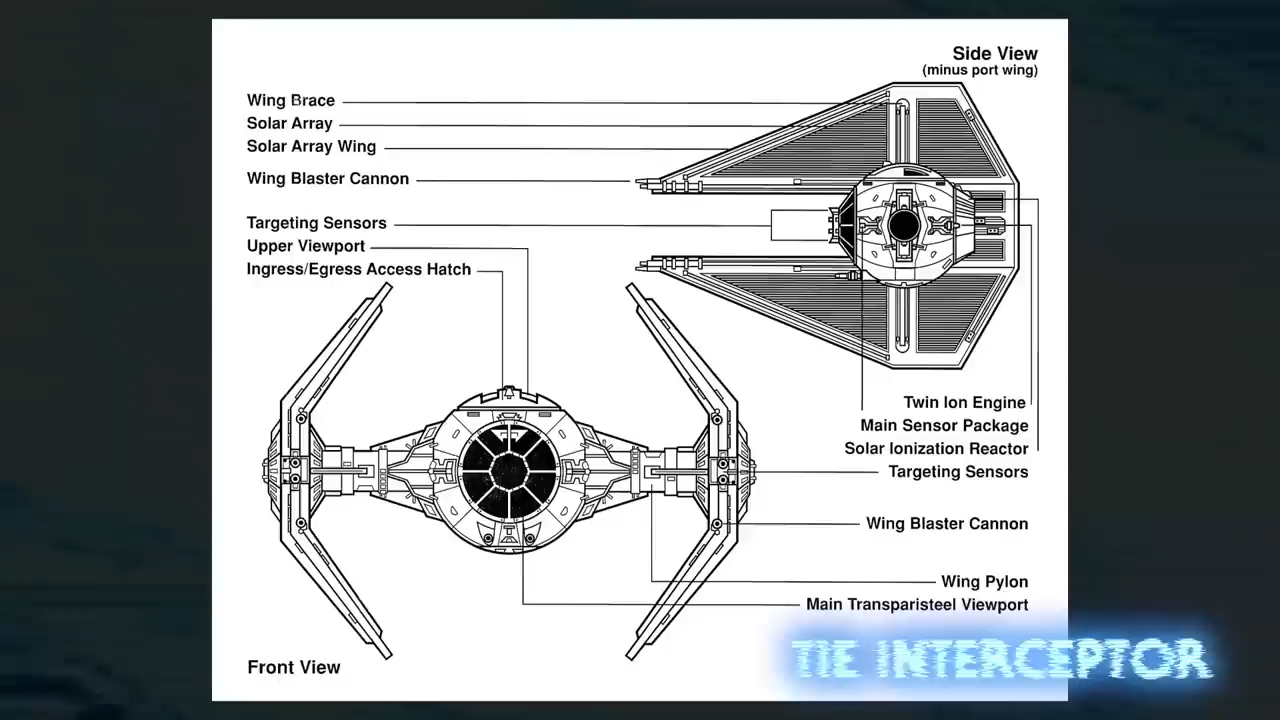 Side View
(minus port wing)
Wing Brace
Solar Array
Solar Array Wing
Wing Blaster Cannon
Targeting Sensors
Upper Viewport
Ingress/Egress Access Hatch
Twin Ion Engine
Main Sensor Package
Solar Ionization Reactor
Targeting Sensors
Wing Blaster Cannon
Wing Pylon
Main Transparisteel Viewport
Front View
TIE INTERCEPTOR